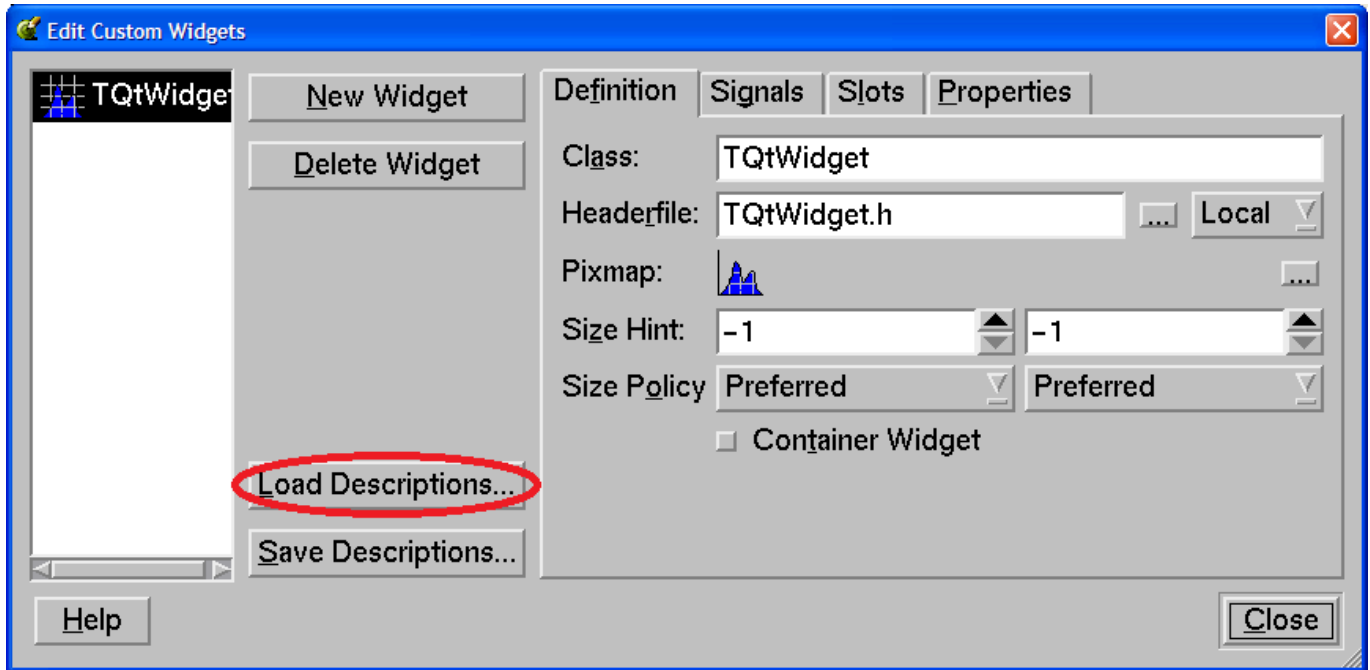 Edit Custom Widgets
TQtWidge
New Widget
Delete Widget
Load Descriptions...
Save Descriptions...
Definition Signals Slots Properties
Class: TQtWidget
Headerfile: TQtWidget.h ... Local
Pixmap: ...
Size Hint: -1 -1
Size Policy Preferred Preferred
Container Widget
Help
Close